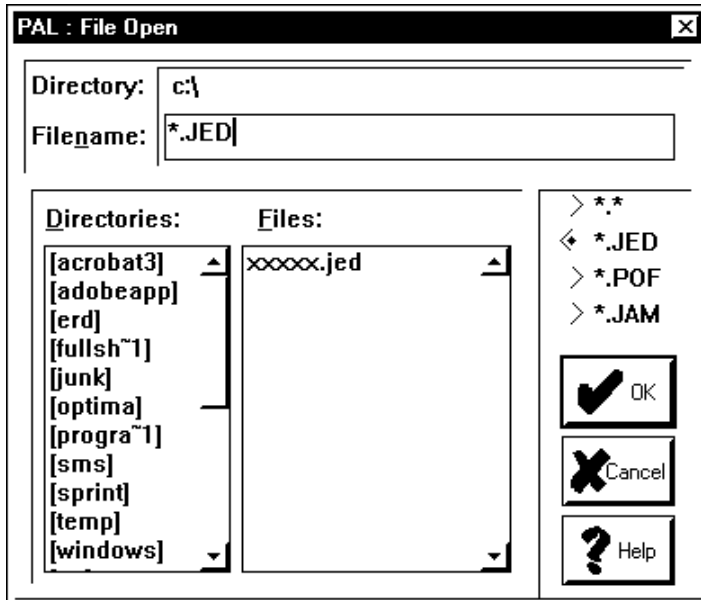 PAL : File Open
Directory: c:\
Filename: *.JED
Directories: Files:
*.*
*.JED
*.POF
*.JAM
[acrobat3] xxxxx.jed
[adobeapp]
[erd]
[fullsh~1]
[junk]
[optima]
[progra~1]
[sms]
[sprint]
[temp]
[windows]
OK
Cancel
Help